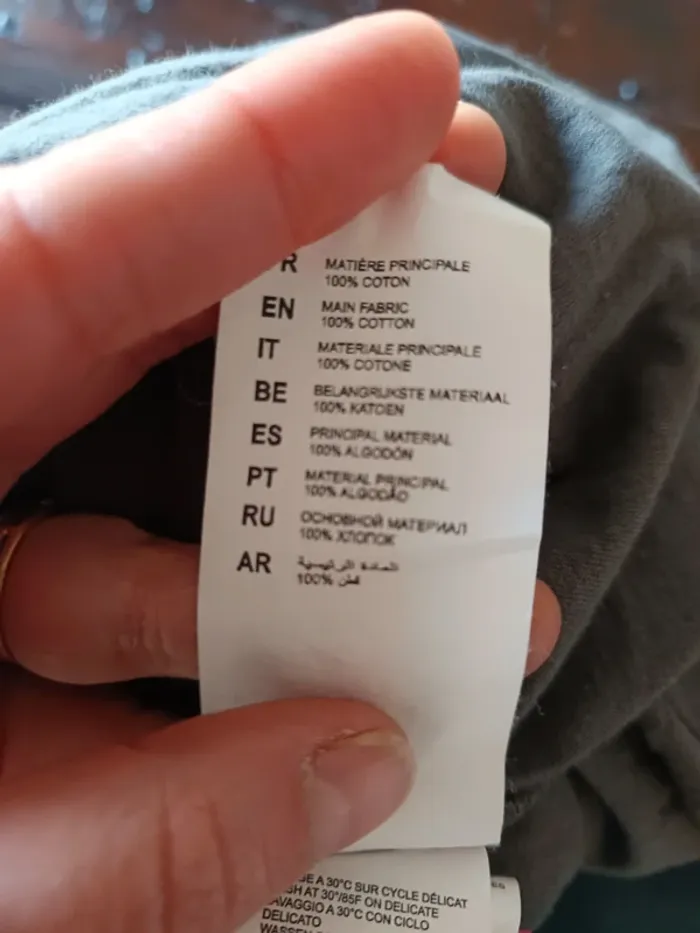 R MATIÈRE PRINCIPALE
100% COTON
EN MAIN FABRIC
100% COTTON
IT MATERIALE PRINCIPALE
100% COTONE
BE BELANGRIJKSTE MATERIAAL
100% KATOEN
ES PRINCIPAL MATERIAL
100% ALGODÓN
PT MATERIAL PRINCIPAL
100% ALGODÃO
RU ОСНОВНОЙ МАТЕРИАЛ
100% ХЛОПОК
AR المادة الرئيسية
100% قطن
A 30°C SUR CYCLE DÉLICAT
AT 30°/85F ON DELICATE
AVAGGIO A 30°C CON CICLO
DELICATO